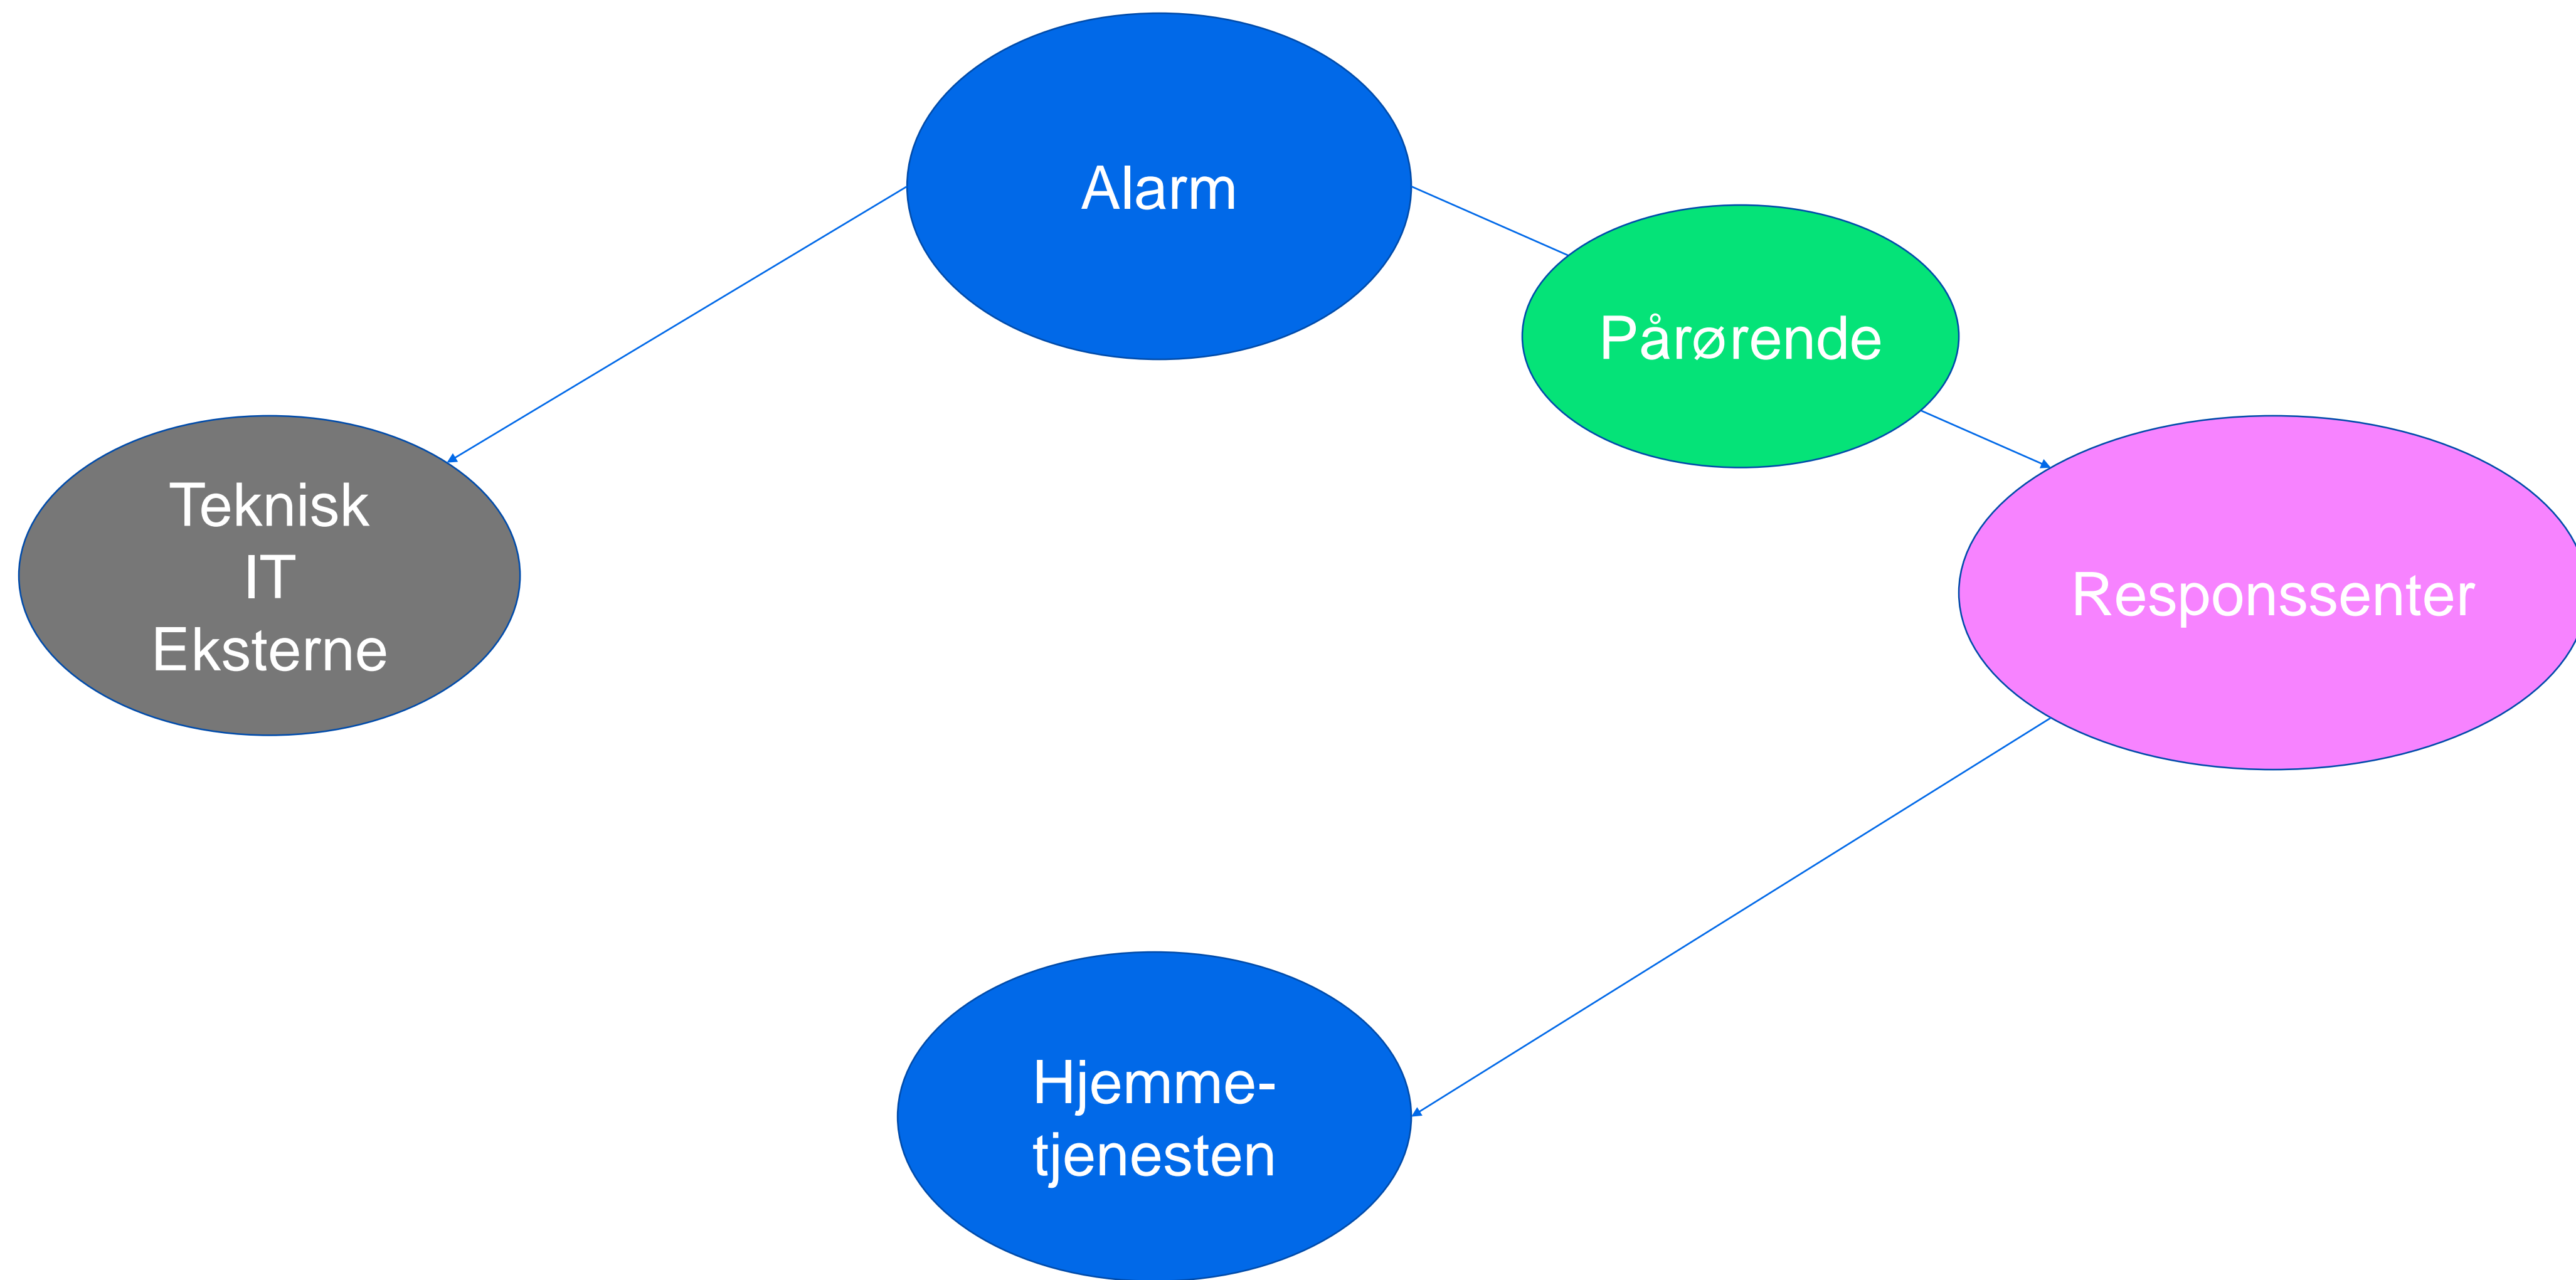 Alarm
Pårørende
Teknisk
IT
Eksterne
Responssenter
Hjemme-
tjenesten